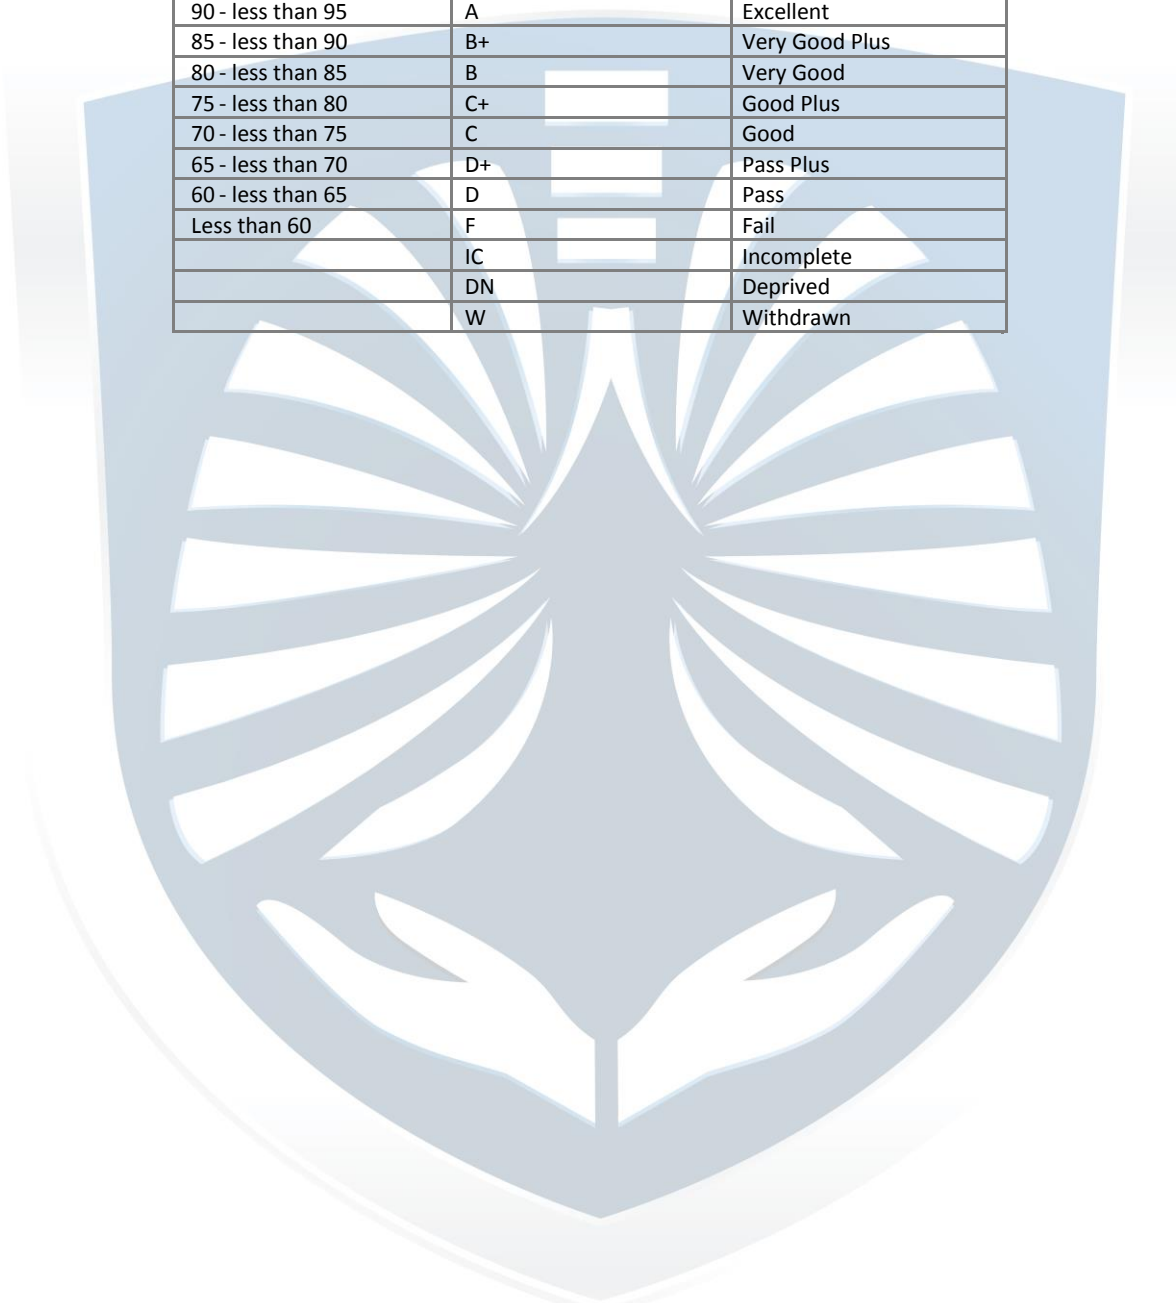 90 - less than 95 A Excellent
85 - less than 90 B+ Very Good Plus
80 - less than 85 B Very Good
75 - less than 80 C+ Good Plus
70 - less than 75 C Good
65 - less than 70 D+ Pass Plus
60 - less than 65 D Pass
Less than 60 F Fail
IC Incomplete
DN Deprived
W Withdrawn